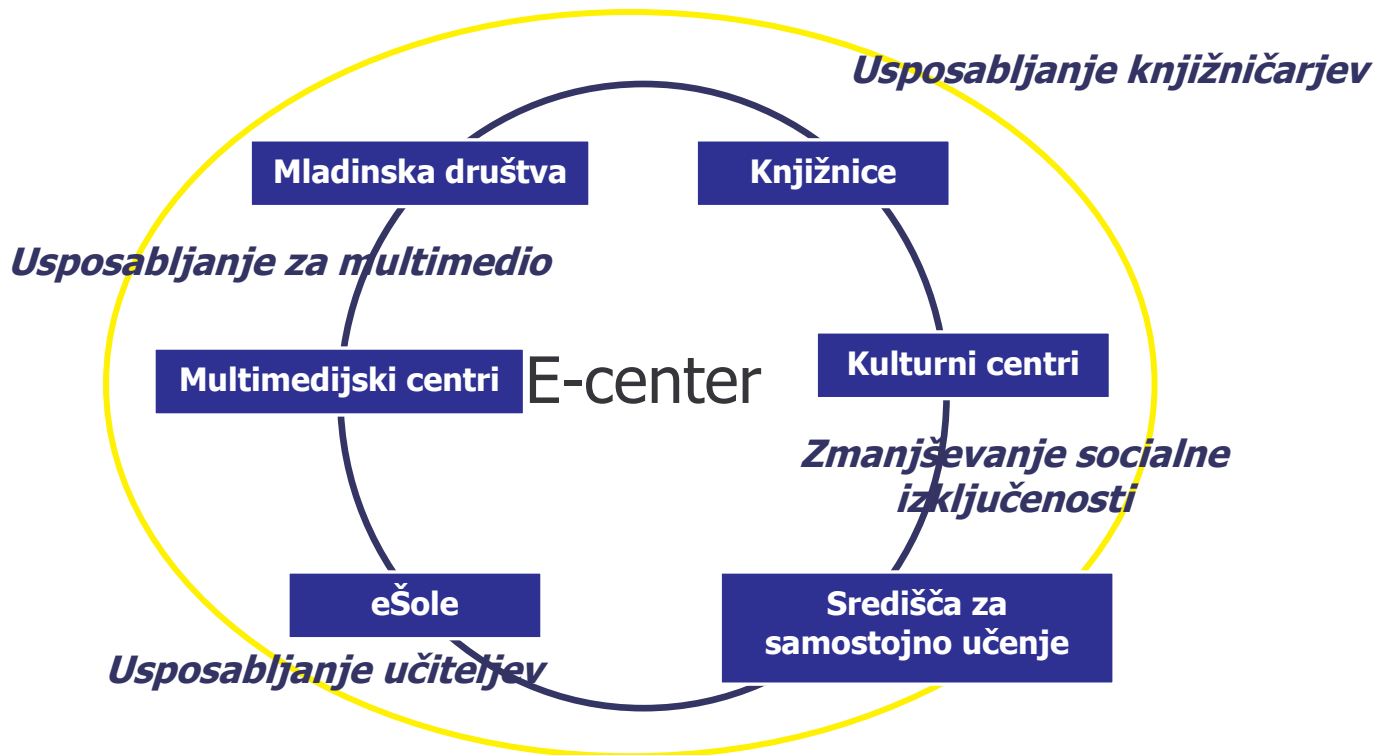 Usposabljanje knjižničarjev
Mladinska društva
Knjižnice
Usposabljanje za multimedio
Multimedijski centri
E-center
Kulturni centri
Zmanjševanje socialne
izključenosti
eŠole
Središča za
samostojno učenje
Usposabljanje učiteljev